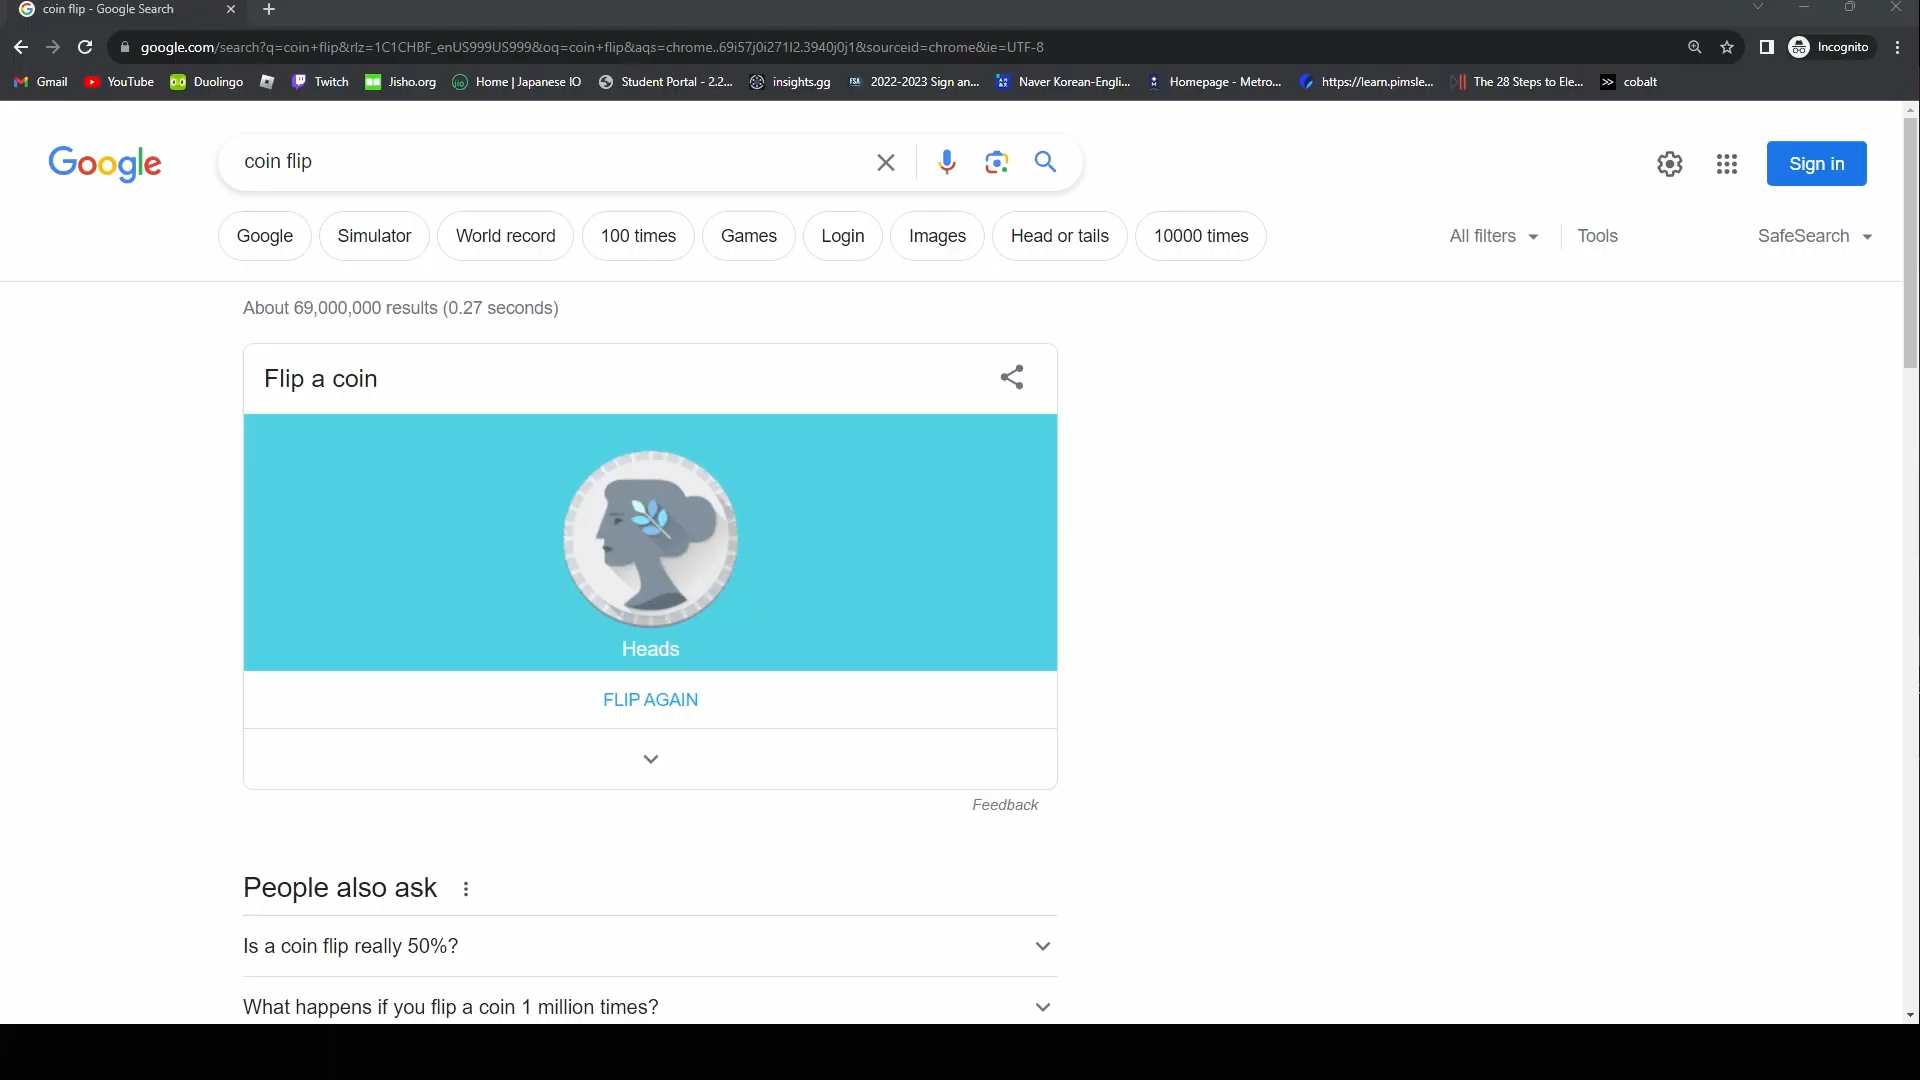 coin flip - Google Search
google.com/search?q=coin+flip&rlz=1C1CHBF_enUS999US999&oq=coin+flip&aqs=chrome..69i57j0i271l2.3940j0j1&sourceid=chrome&ie=UTF-8
Incognito
Gmail YouTube Duolingo Twitch Jisho.org Home | Japanese IO Student Portal - 2.2... insights.gg FSA 2022-2023 Sign an... Naver Korean-Engli... Homepage - Metro... https://learn.pimsle... The 28 Steps to Ele... cobalt
Google
coin flip
Sign in
Google Simulator World record 100 times Games Login Images Head or tails 10000 times All filters Tools SafeSearch
About 69,000,000 results (0.27 seconds)
Flip a coin
Heads
FLIP AGAIN
Feedback
People also ask
Is a coin flip really 50%?
What happens if you flip a coin 1 million times?